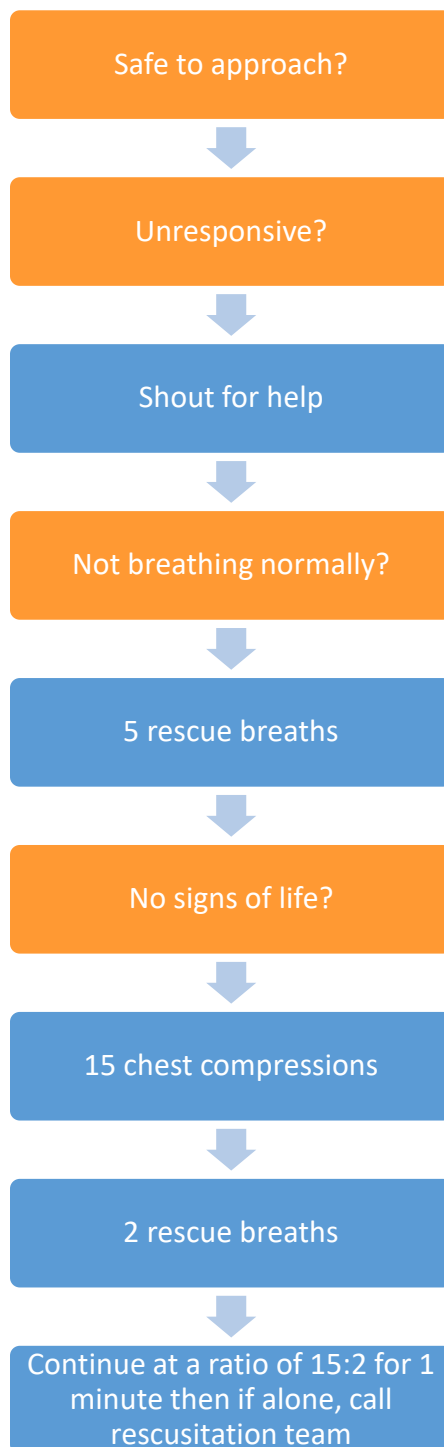 Safe to approach?
Unresponsive?
Shout for help
Not breathing normally?
5 rescue breaths
No signs of life?
15 chest compressions
2 rescue breaths
Continue at a ratio of 15:2 for 1
minute then if alone, call
rescusitation team